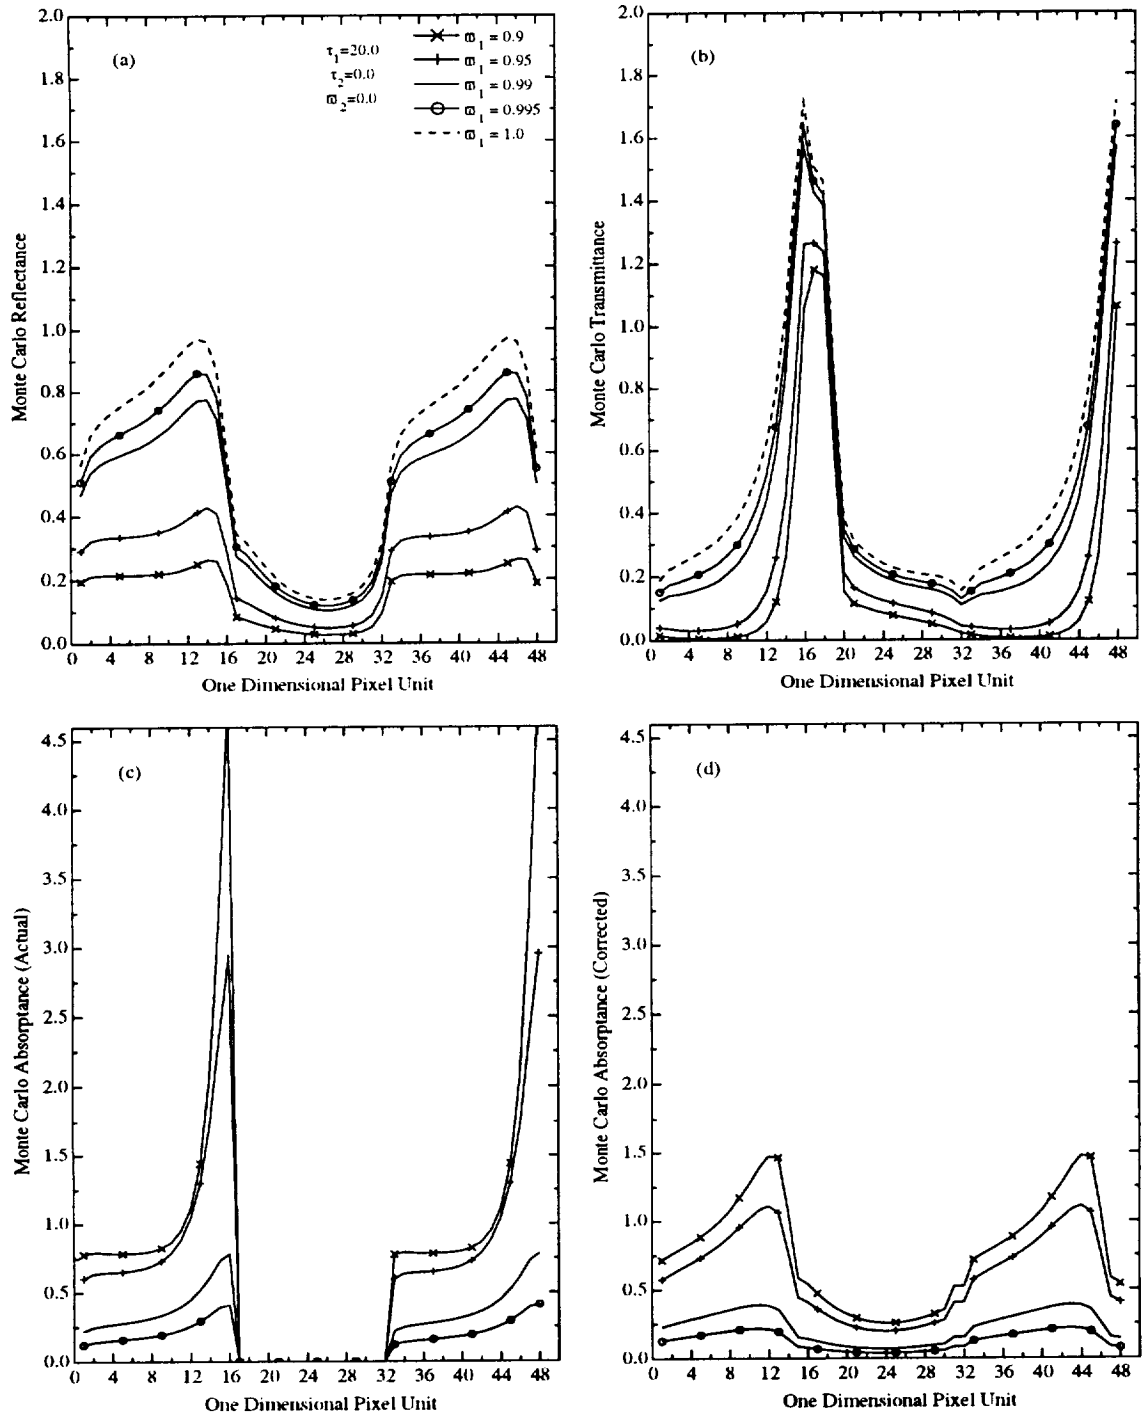 (a)
τ₁=20.0
τ₂=0.0
ϖ₂=0.0
ϖ₁ = 0.9
ϖ₁ = 0.95
ϖ₁ = 0.99
ϖ₁ = 0.995
ϖ₁ = 1.0
2.0
1.8
1.6
1.4
1.2
1.0
0.8
0.6
0.4
0.2
0.0
Monte Carlo Reflectance
0 4 8 12 16 20 21 29 32 36 40 44 48
One Dimensional Pixel Unit
(b)
2.0
1.8
1.6
1.4
1.2
1.0
0.8
0.6
0.4
0.2
0.0
Monte Carlo Transmittance
0 4 8 12 16 20 21 29 32 36 40 44 48
One Dimensional Pixel Unit
(c)
4.5
4.0
3.5
3.0
2.5
2.0
1.5
1.0
0.5
0.0
Monte Carlo Absorptance (Actual)
0 4 8 12 16 20 21 29 32 36 40 44 48
One Dimensional Pixel Unit
(d)
4.5
4.0
3.5
3.0
2.5
2.0
1.5
1.0
0.5
0.0
Monte Carlo Absorptance (Corrected)
0 4 8 12 16 20 21 29 32 36 40 44 48
One Dimensional Pixel Unit